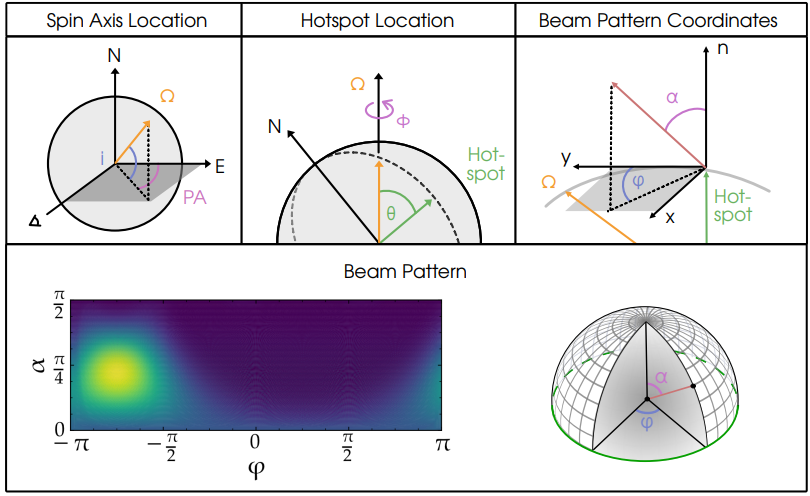 Spin Axis Location
Hotspot Location
Beam Pattern Coordinates
N
Ω
i
E
PA
Ω
Φ
N
Hot-
spot
θ
n
α
y
Ω
φ
x
Hot-
spot
Beam Pattern
π/2
π/4
0
α
−π
−π/2
0
π/2
π
φ
α
φ